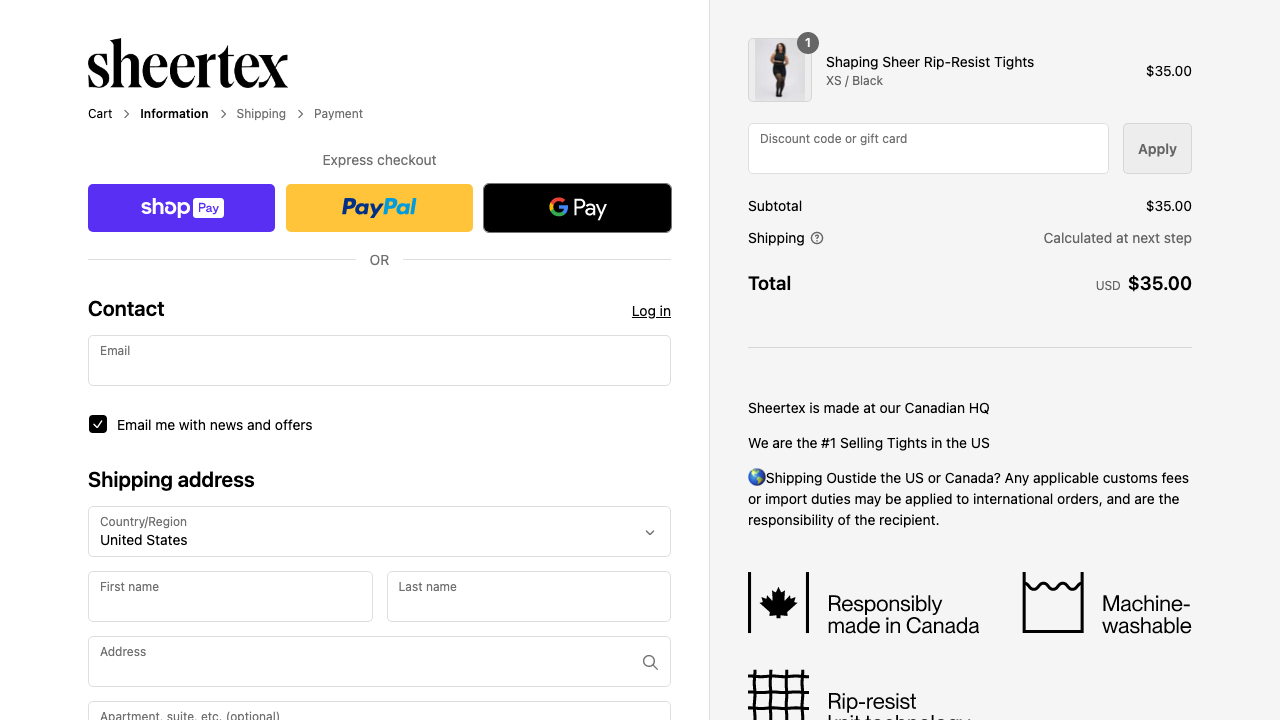 sheertex
Cart
Information
Shipping
Payment
Express checkout
shop Pay
PayPal
G Pay
OR
Contact
Log in
Email
Email me with news and offers
Shipping address
Country/Region
United States
First name
Last name
Address
Apartment, suite, etc. (optional)
1
Shaping Sheer Rip-Resist Tights
XS / Black
$35.00
Discount code or gift card
Apply
Subtotal
$35.00
Shipping
Calculated at next step
Total
USD $35.00
Sheertex is made at our Canadian HQ
We are the #1 Selling Tights in the US
🌎Shipping Oustide the US or Canada? Any applicable customs fees
or import duties may be applied to international orders, and are the
responsibility of the recipient.
Responsibly
made in Canada
Machine-
washable
Rip-resist
knit technology